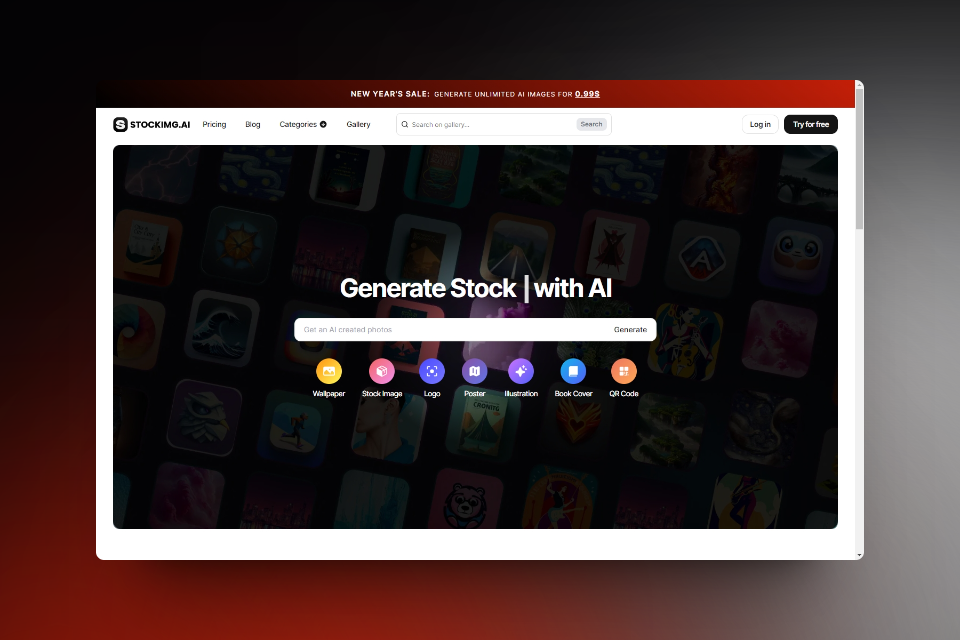 NEW YEAR'S SALE: GENERATE UNLIMITED AI IMAGES FOR 0.99$
STOCKIMG.AI Pricing Blog Categories Gallery Search on gallery... Search Log in Try for free
Generate Stock | with AI
Get an AI created photos Generate
Wallpaper Stock Image Logo Poster Illustration Book Cover QR Code